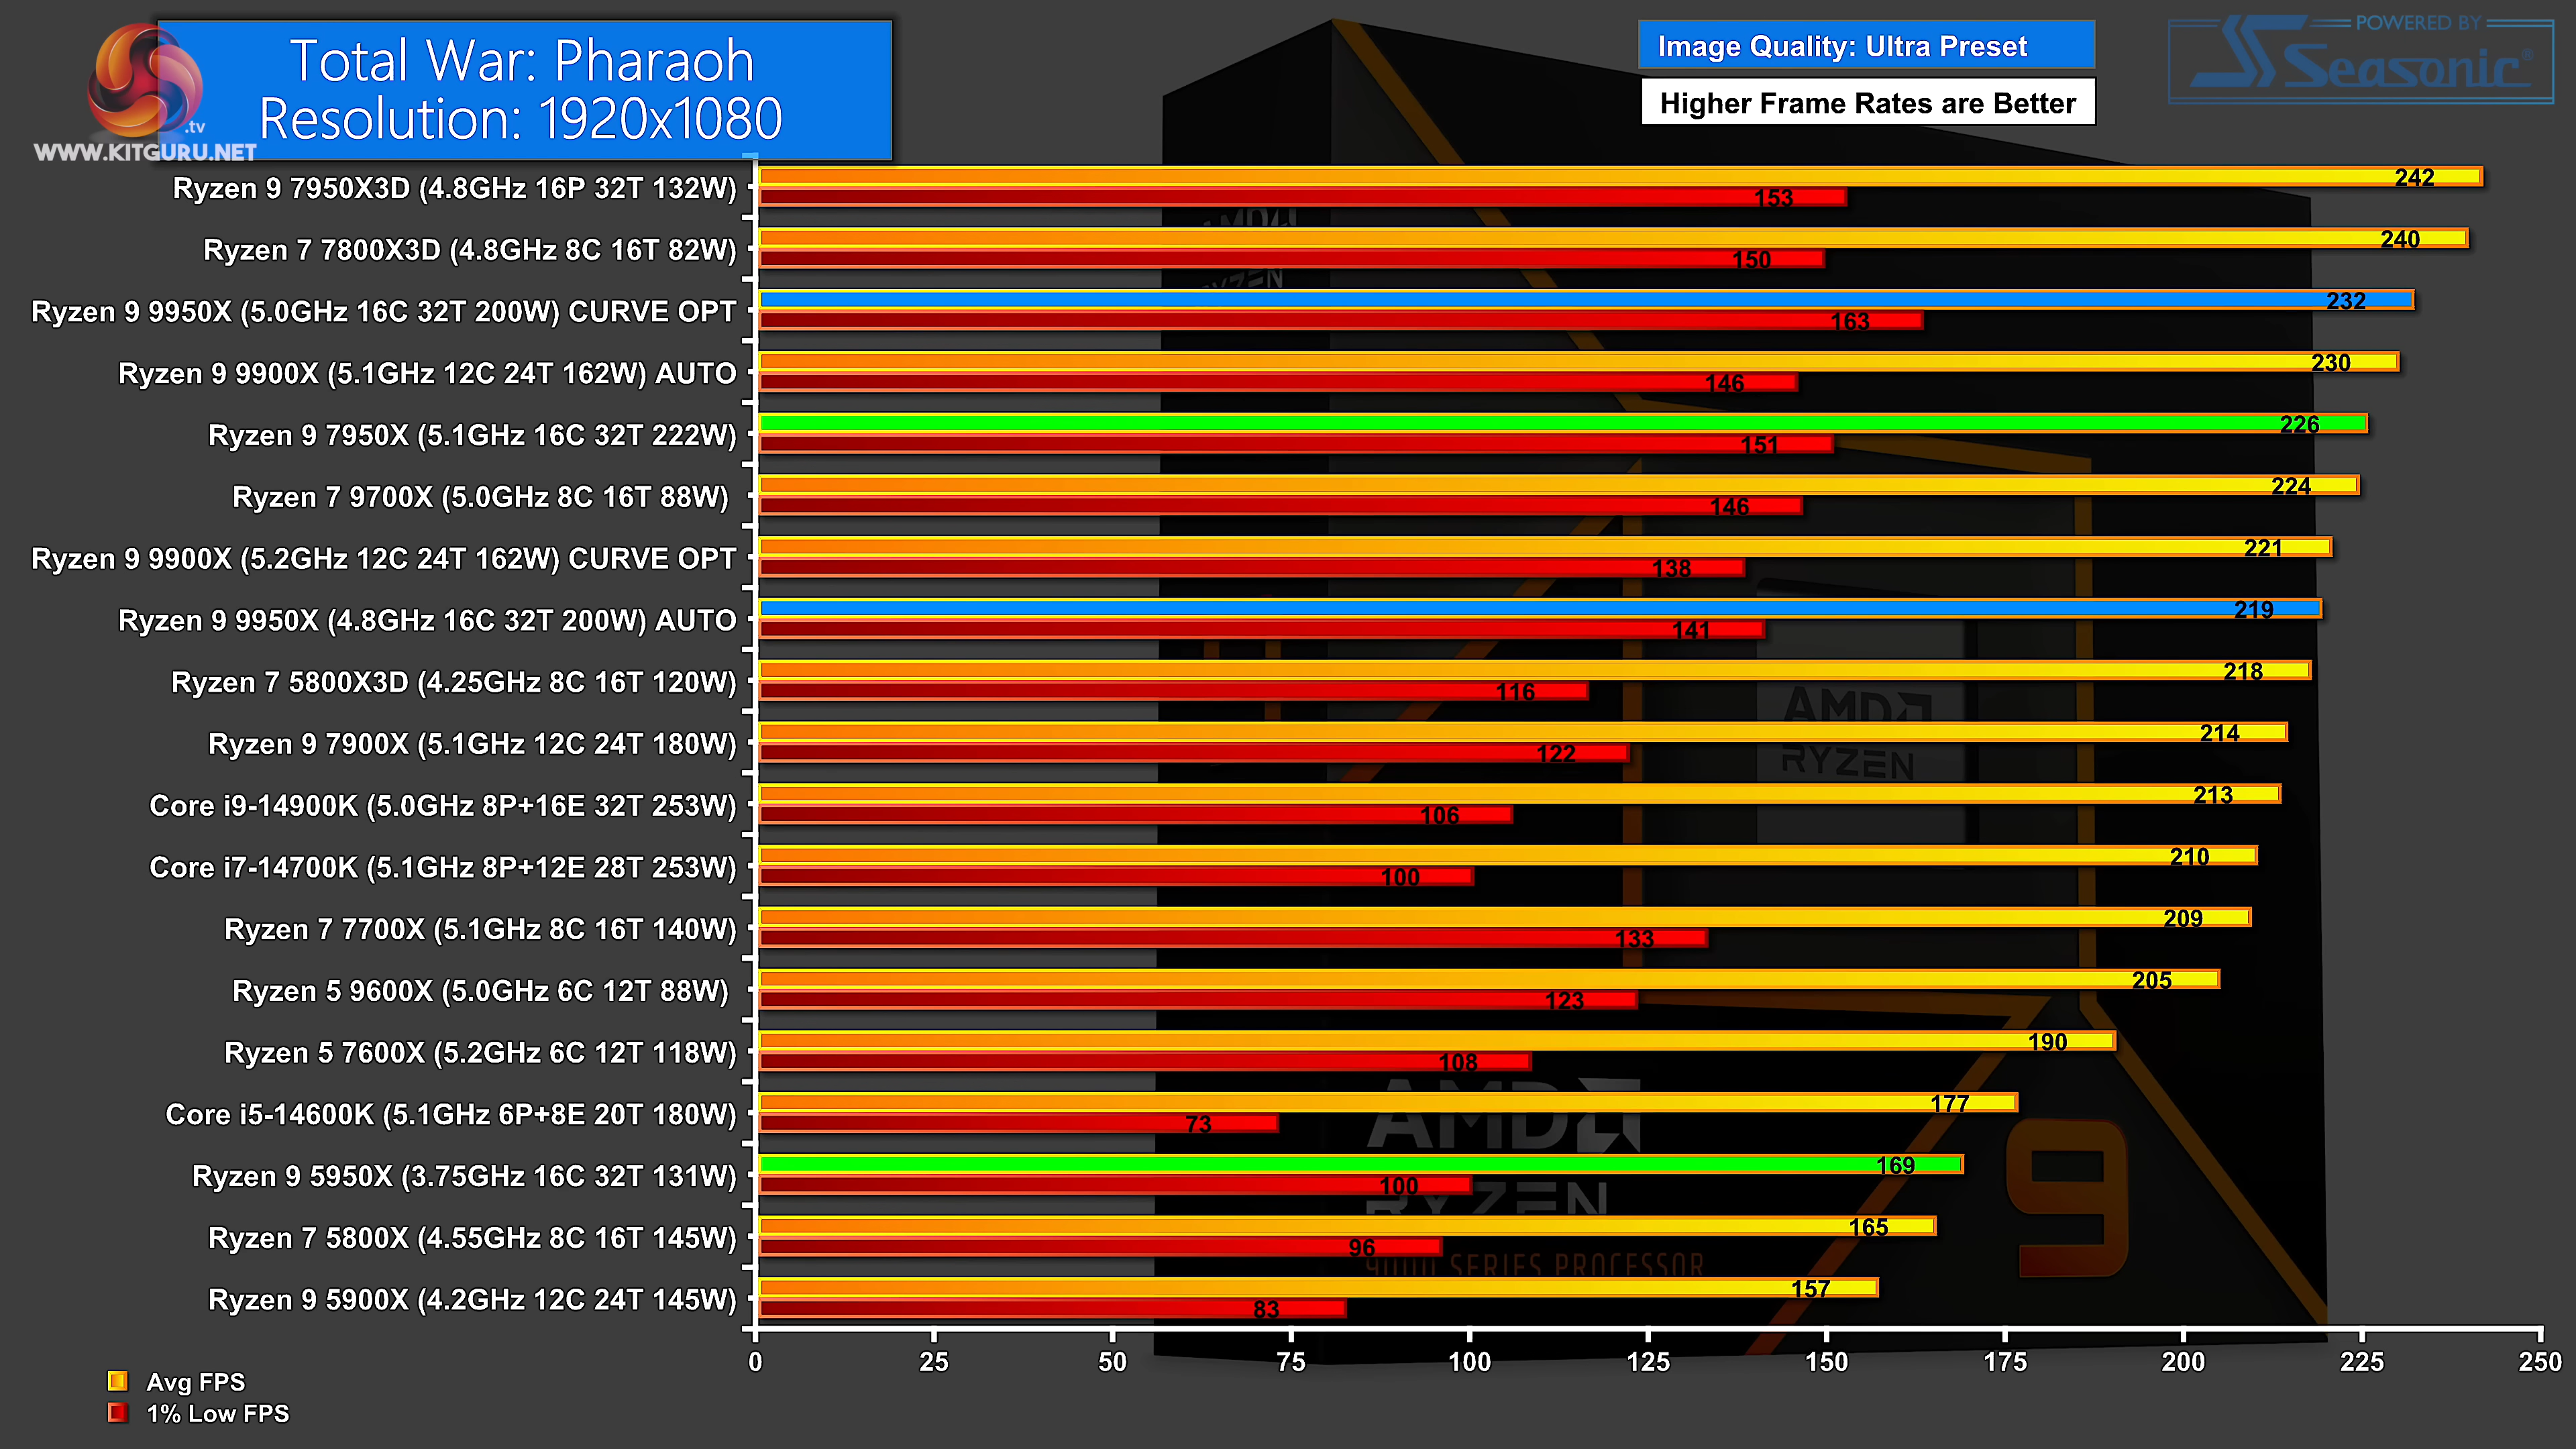 Total War: Pharaoh
Resolution: 1920x1080
.tv
WWW.KITGURU.NET
Image Quality: Ultra Preset
Higher Frame Rates are Better
POWERED BY
Seasonic®
Ryzen 9 7950X3D (4.8GHz 16P 32T 132W)
242
153
Ryzen 7 7800X3D (4.8GHz 8C 16T 82W)
240
150
Ryzen 9 9950X (5.0GHz 16C 32T 200W) CURVE OPT
232
163
Ryzen 9 9900X (5.1GHz 12C 24T 162W) AUTO
230
146
Ryzen 9 7950X (5.1GHz 16C 32T 222W)
226
151
Ryzen 7 9700X (5.0GHz 8C 16T 88W)
224
146
Ryzen 9 9900X (5.2GHz 12C 24T 162W) CURVE OPT
221
138
Ryzen 9 9950X (4.8GHz 16C 32T 200W) AUTO
219
141
Ryzen 7 5800X3D (4.25GHz 8C 16T 120W)
218
116
Ryzen 9 7900X (5.1GHz 12C 24T 180W)
214
122
Core i9-14900K (5.0GHz 8P+16E 32T 253W)
213
106
Core i7-14700K (5.1GHz 8P+12E 28T 253W)
210
100
Ryzen 7 7700X (5.1GHz 8C 16T 140W)
209
133
Ryzen 5 9600X (5.0GHz 6C 12T 88W)
205
123
Ryzen 5 7600X (5.2GHz 6C 12T 118W)
190
108
Core i5-14600K (5.1GHz 6P+8E 20T 180W)
177
73
Ryzen 9 5950X (3.75GHz 16C 32T 131W)
169
100
Ryzen 7 5800X (4.55GHz 8C 16T 145W)
165
96
Ryzen 9 5900X (4.2GHz 12C 24T 145W)
157
83
0 25 50 75 100 125 150 175 200 225 250
Avg FPS
1% Low FPS
AMD
RYZEN
AMD
RYZEN
AMD
RYZEN
9000 SERIES PROCESSOR
9